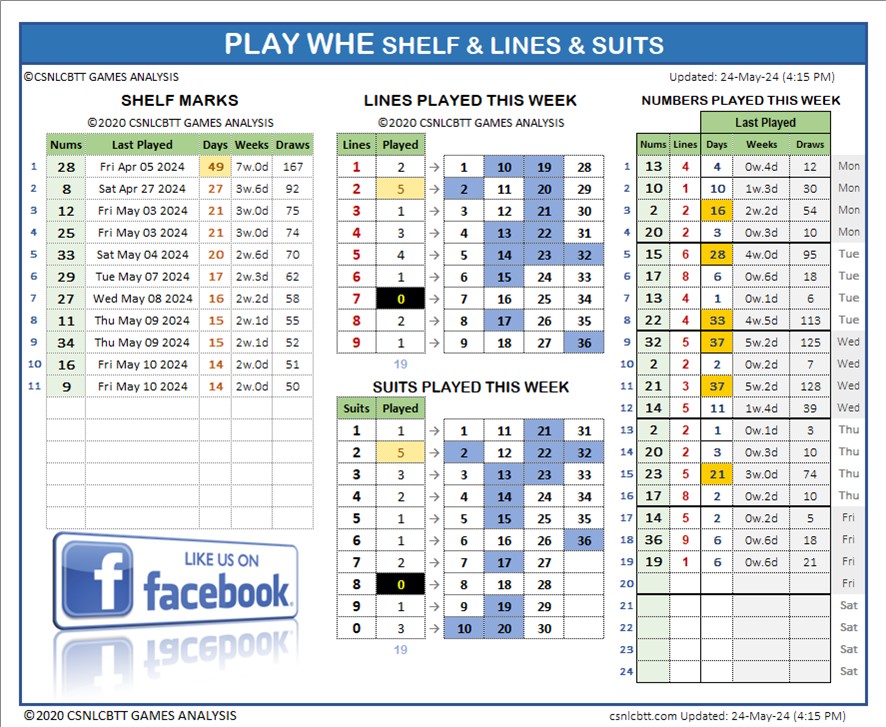 PLAY WHE SHELF & LINES & SUITS
©CSNLCBTT GAMES ANALYSIS
Updated: 24-May-24 (4:15 PM)
SHELF MARKS
©2020 CSNLCBTT GAMES ANALYSIS
Nums Last Played Days Weeks Draws
1 28 Fri Apr 05 2024 49 7w.0d 167
2 8 Sat Apr 27 2024 27 3w.6d 92
3 12 Fri May 03 2024 21 3w.0d 75
4 25 Fri May 03 2024 21 3w.0d 74
5 33 Sat May 04 2024 20 2w.6d 70
6 29 Tue May 07 2024 17 2w.3d 62
7 27 Wed May 08 2024 16 2w.2d 58
8 11 Thu May 09 2024 15 2w.1d 55
9 34 Thu May 09 2024 15 2w.1d 52
10 16 Fri May 10 2024 14 2w.0d 51
11 9 Fri May 10 2024 14 2w.0d 50
LIKE US ON
f facebook.
LINES PLAYED THIS WEEK
©2020 CSNLCBTT GAMES ANALYSIS
Lines Played
1 2 → 1 10 19 28
2 5 → 2 11 20 29
3 1 → 3 12 21 30
4 3 → 4 13 22 31
5 4 → 5 14 23 32
6 1 → 6 15 24 33
7 0 → 7 16 25 34
8 2 → 8 17 26 35
9 1 → 9 18 27 36
19
SUITS PLAYED THIS WEEK
Suits Played
1 1 → 1 11 21 31
2 5 → 2 12 22 32
3 3 → 3 13 23 33
4 2 → 4 14 24 34
5 1 → 5 15 25 35
6 1 → 6 16 26 36
7 2 → 7 17 27
8 0 → 8 18 28
9 1 → 9 19 29
0 3 → 10 20 30
19
NUMBERS PLAYED THIS WEEK
Last Played
Nums Lines Days Weeks Draws
1 13 4 4 0w.4d 12 Mon
2 10 1 10 1w.3d 30 Mon
3 2 2 16 2w.2d 54 Mon
4 20 2 3 0w.3d 10 Mon
5 15 6 28 4w.0d 95 Tue
6 17 8 6 0w.6d 18 Tue
7 13 4 1 0w.1d 6 Tue
8 22 4 33 4w.5d 113 Tue
9 32 5 37 5w.2d 125 Wed
10 2 2 2 0w.2d 7 Wed
11 21 3 37 5w.2d 128 Wed
12 14 5 11 1w.4d 39 Wed
13 2 2 1 0w.1d 3 Thu
14 20 2 3 0w.3d 10 Thu
15 23 5 21 3w.0d 74 Thu
16 17 8 2 0w.2d 10 Thu
17 14 5 2 0w.2d 5 Fri
18 36 9 6 0w.6d 18 Fri
19 19 1 6 0w.6d 21 Fri
20 Fri
21 Sat
22 Sat
23 Sat
24 Sat
©2020 CSNLCBTT GAMES ANALYSIS
csnlcbtt.com Updated: 24-May-24 (4:15 PM)